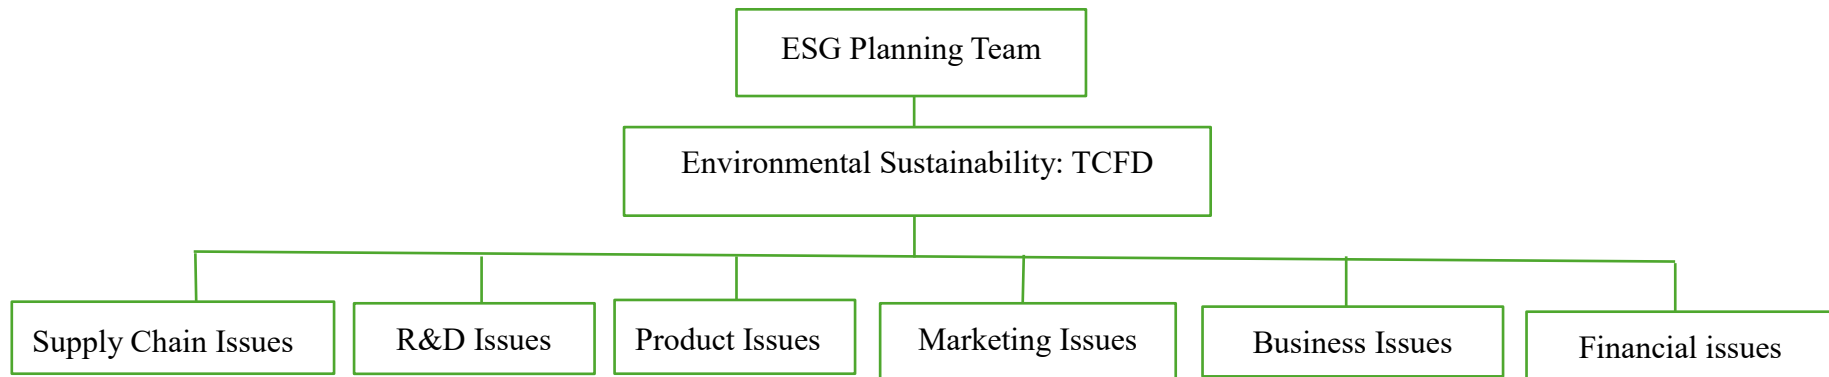 ESG Planning Team
Environmental Sustainability: TCFD
Supply Chain Issues
R&D Issues
Product Issues
Marketing Issues
Business Issues
Financial issues